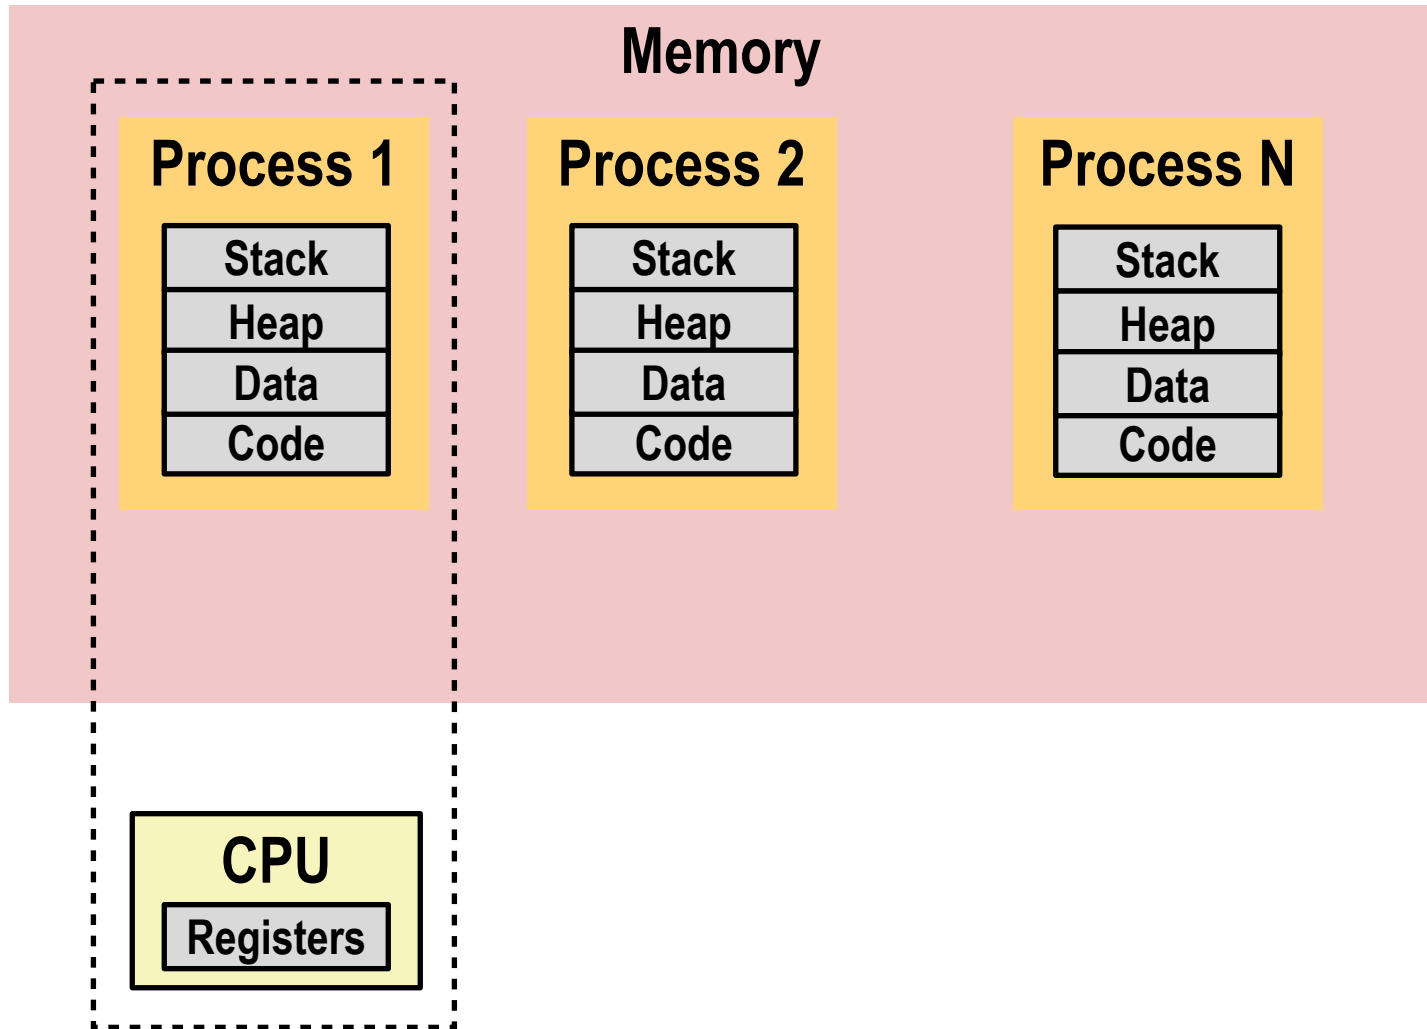 Memory
Process 1
Stack
Heap
Data
Code
Process 2
Stack
Heap
Data
Code
Process N
Stack
Heap
Data
Code
CPU
Registers